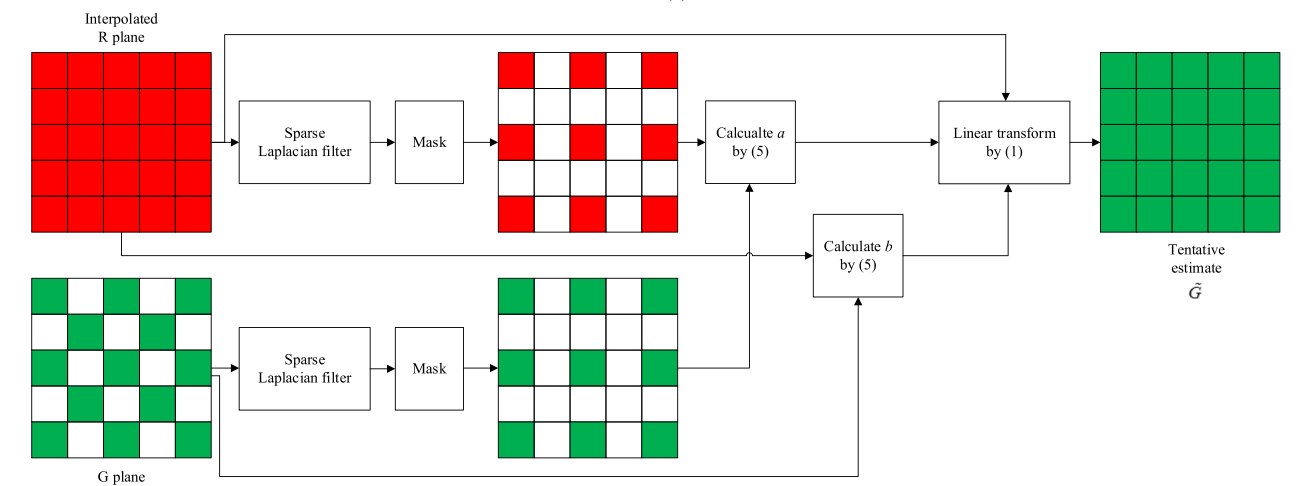 Interpolated
R plane
Sparse
Laplacian filter
Mask
Calcualte a
by (5)
Linear transform
by (1)
Calculate b
by (5)
Tentative
estimate
G̃
Sparse
Laplacian filter
Mask
G plane